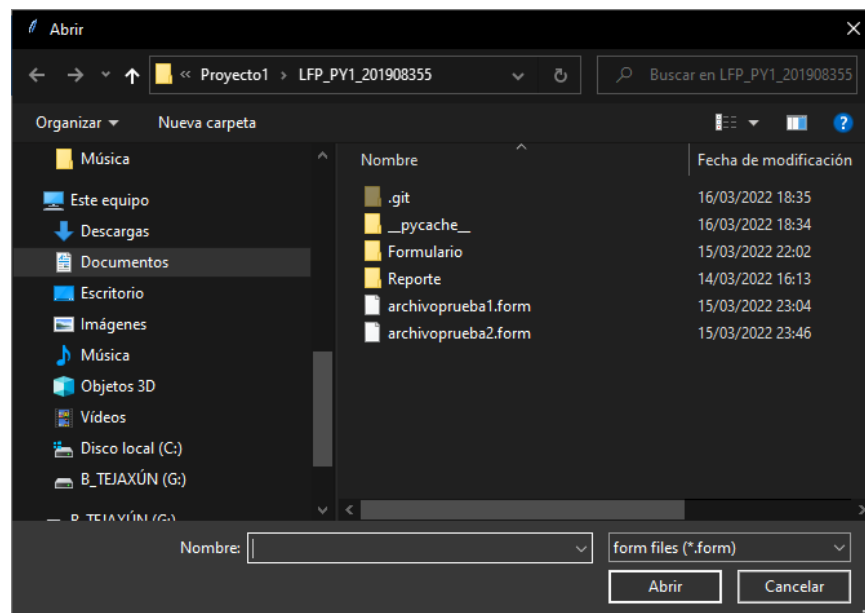 Abrir
« Proyecto1 › LFP_PY1_201908355
Buscar en LFP_PY1_201908355
Organizar
Nueva carpeta
Música
Este equipo
Descargas
Documentos
Escritorio
Imágenes
Música
Objetos 3D
Vídeos
Disco local (C:)
B_TEJAXÚN (G:)
B_TEJAXÚN (G:)
Nombre Fecha de modificación
.git 16/03/2022 18:35
__pycache__ 16/03/2022 18:34
Formulario 15/03/2022 22:02
Reporte 14/03/2022 16:13
archivoprueba1.form 15/03/2022 23:04
archivoprueba2.form 15/03/2022 23:46
Nombre:
form files (*.form)
Abrir
Cancelar